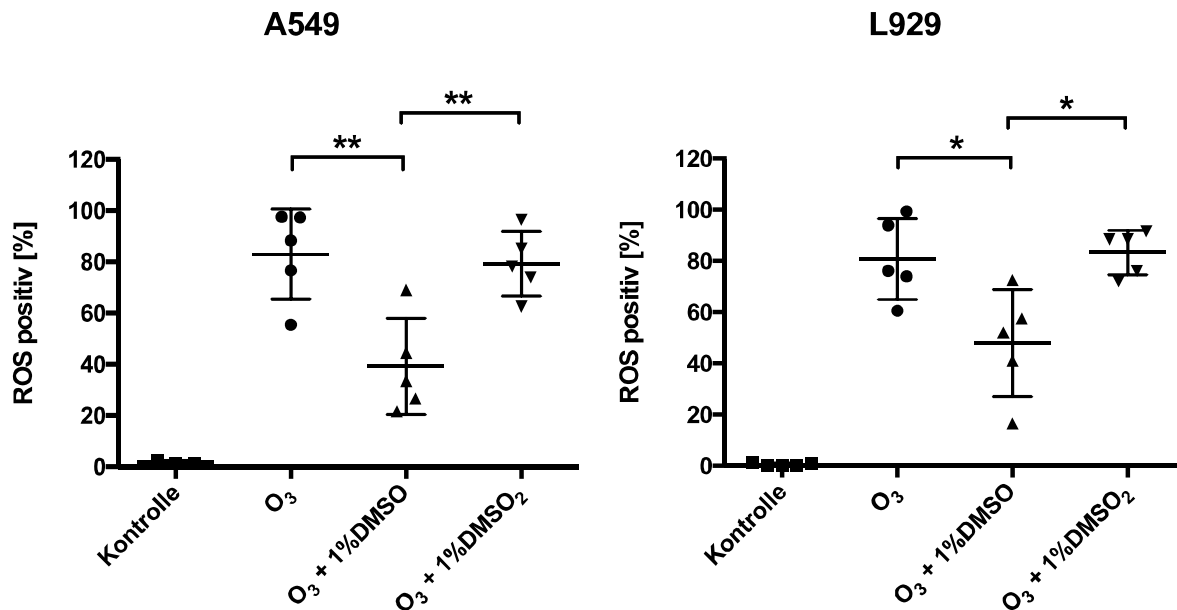 A549
**
**
ROS positiv [%]
120
100
80
60
40
20
0
Kontrolle
O₃
O₃ + 1%DMSO
O₃ + 1%DMSO₂
L929
*
*
ROS positiv [%]
120
100
80
60
40
20
0
Kontrolle
O₃
O₃ + 1%DMSO
O₃ + 1%DMSO₂